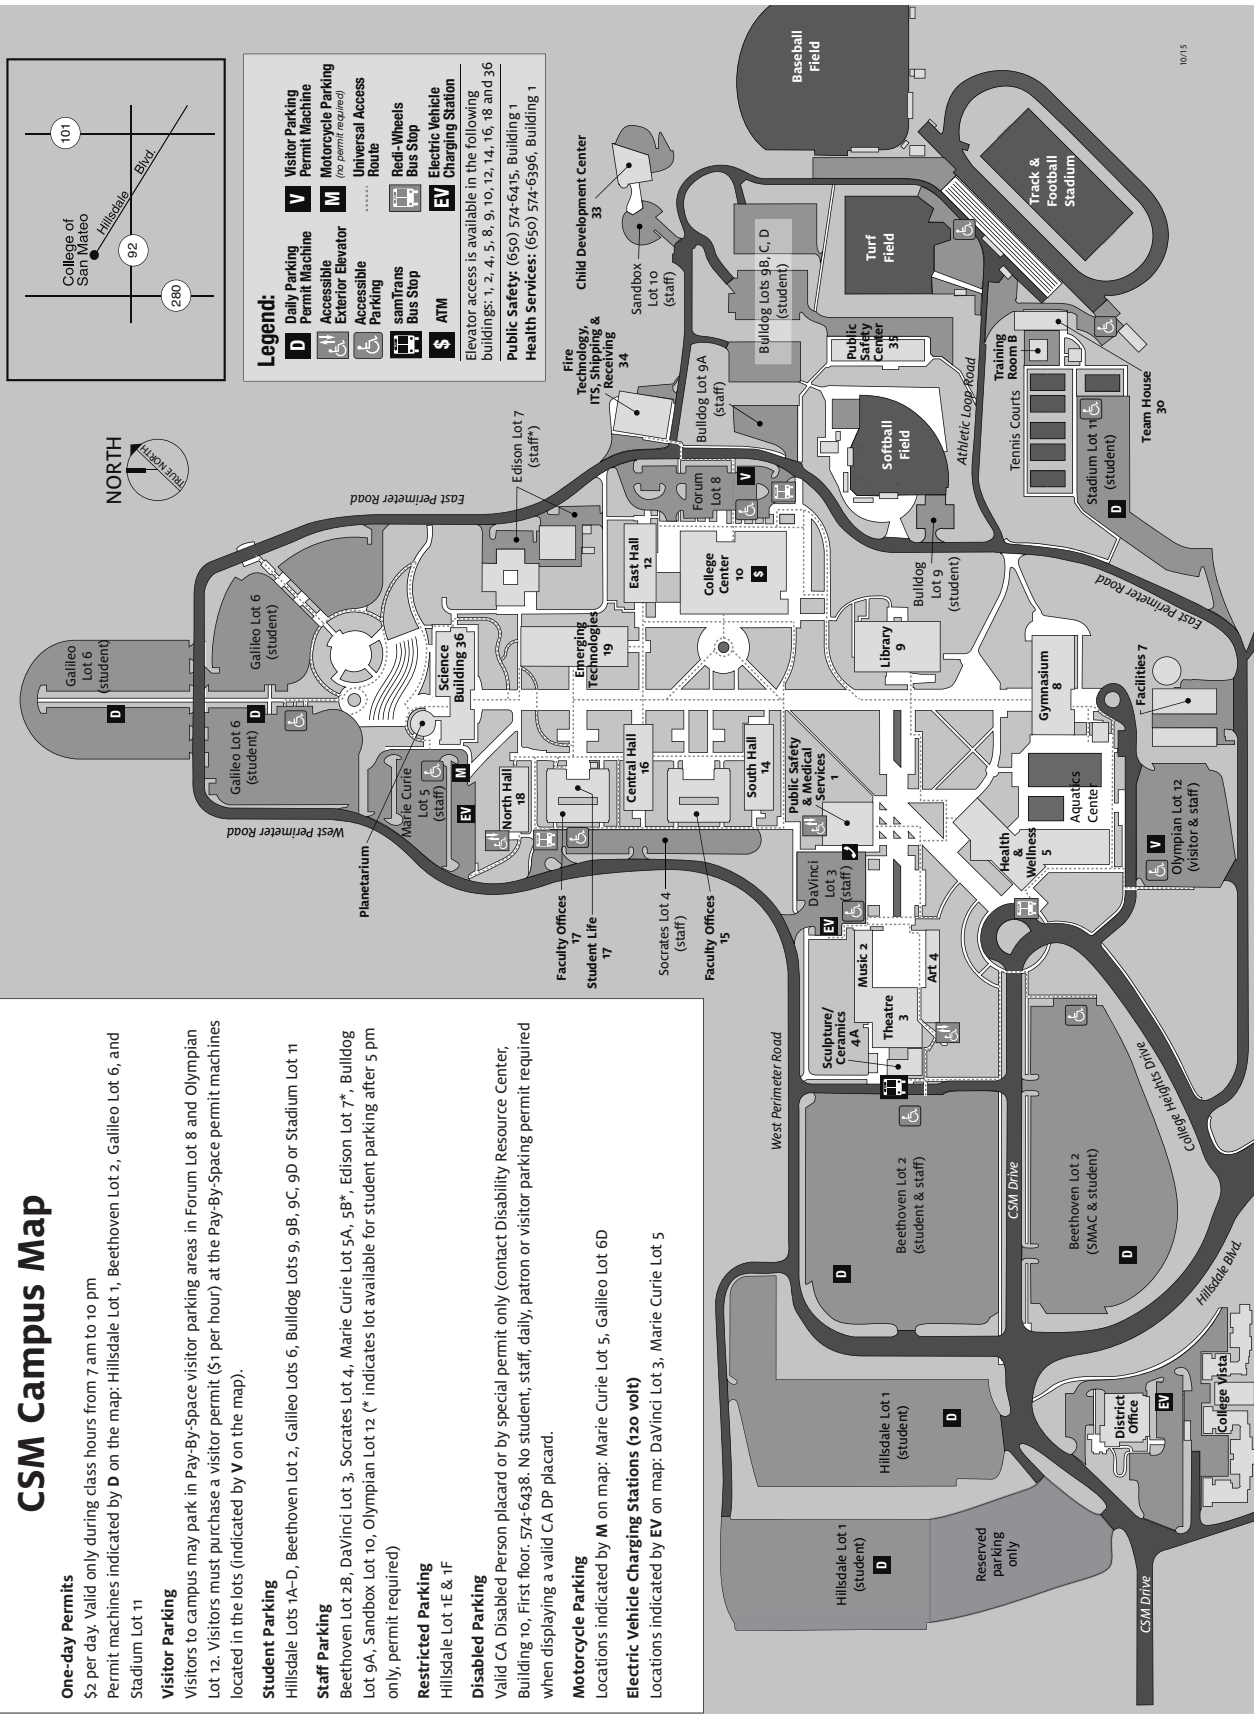 CSM Campus Map
One-day Permits
$2 per day. Valid only during class hours from 7 am to 10 pm
Permit machines indicated by D on the map: Hillsdale Lot 1, Beethoven Lot 2, Galileo Lot 6, and
Stadium Lot 11
Visitor Parking
Visitors to campus may park in Pay-By-Space visitor parking areas in Forum Lot 8 and Olympian
Lot 12. Visitors must purchase a visitor permit ($1 per hour) at the Pay-By-Space permit machines
located in the lots (indicated by V on the map).
Student Parking
Hillsdale Lots 1A–D, Beethoven Lot 2, Galileo Lots 6, Bulldog Lots 9, 9B, 9C, 9D or Stadium Lot 11
Staff Parking
Beethoven Lot 2B, DaVinci Lot 3, Socrates Lot 4, Marie Curie Lot 5A, 5B*, Edison Lot 7*, Bulldog
Lot 9A, Sandbox Lot 10, Olympian Lot 12 (* indicates lot available for student parking after 5 pm
only, permit required)
Restricted Parking
Hillsdale Lot 1E & 1F
Disabled Parking
Valid CA Disabled Person placard or by special permit only (contact Disability Resource Center,
Building 10, First floor. 574-6438. No student, staff, daily, patron or visitor parking permit required
when displaying a valid CA DP placard.
Motorcycle Parking
Locations indicated by M on map: Marie Curie Lot 5, Galileo Lot 6D
Electric Vehicle Charging Stations (120 volt)
Locations indicated by EV on map: DaVinci Lot 3, Marie Curie Lot 5
NORTH
TRUE NORTH
College of
San Mateo
Hillsdale Blvd.
101
92
280
Legend:
D Daily Parking
Permit Machine
Accessible
Exterior Elevator
Accessible
Parking
samTrans
Bus Stop
$ ATM
V Visitor Parking
Permit Machine
M Motorcycle Parking
(no permit required)
Universal Access
Route
Redi-Wheels
Bus Stop
EV Electric Vehicle
Charging Station
Elevator access is available in the following
buildings: 1, 2, 4, 5, 8, 9, 10, 12, 14, 16, 18 and 36
Public Safety: (650) 574-6415, Building 1
Health Services: (650) 574-6396, Building 1
Galileo
Lot 6
(student)
D
Galileo Lot 6
(student)
D
Galileo Lot 6
(student)
West Perimeter Road
East Perimeter Road
Planetarium
Marie Curie
Lot 5
(staff)
M
EV
Science
Building 36
Edison Lot 7
(staff*)
North Hall
18
Emerging
Technologies
19
Faculty Offices
17
Student Life
17
Central Hall
16
East Hall
12
Fire
Technology,
ITS, Shipping &
Receiving
34
Child Development Center
33
Sandbox
Lot 10
(staff)
Socrates Lot 4
(staff)
Faculty Offices
15
South Hall
14
College
Center
10
$
Forum
Lot 8
V
Bulldog Lot 9A
(staff)
Bulldog Lots 9B, C, D
(student)
Baseball
Field
West Perimeter Road
DaVinci
Lot 3
(staff)
EV
Public Safety
& Medical
Services
1
Library
9
Softball
Field
Public
Safety
Center
35
Turf
Field
Sculpture/
Ceramics
4A
Theatre
3
Music 2
Art 4
Bulldog
Lot 9
(student)
Athletic Loop Road
Track &
Football
Stadium
Health
&
Wellness
5
Aquatics
Center
Gymnasium
8
Tennis Courts
Training
Room B
Team House
30
Stadium Lot 11
(student)
D
East Perimeter Road
Facilities 7
Olympian Lot 12
(visitor & staff)
V
Beethoven Lot 2
(student & staff)
D
CSM Drive
Beethoven Lot 2
(SMAC & student)
D
College Heights Drive
Hillsdale Blvd.
Hillsdale Lot 1
(student)
D
Hillsdale Lot 1
(student)
D
Reserved
parking
only
District
Office
EV
College Vista
CSM Drive
10/15